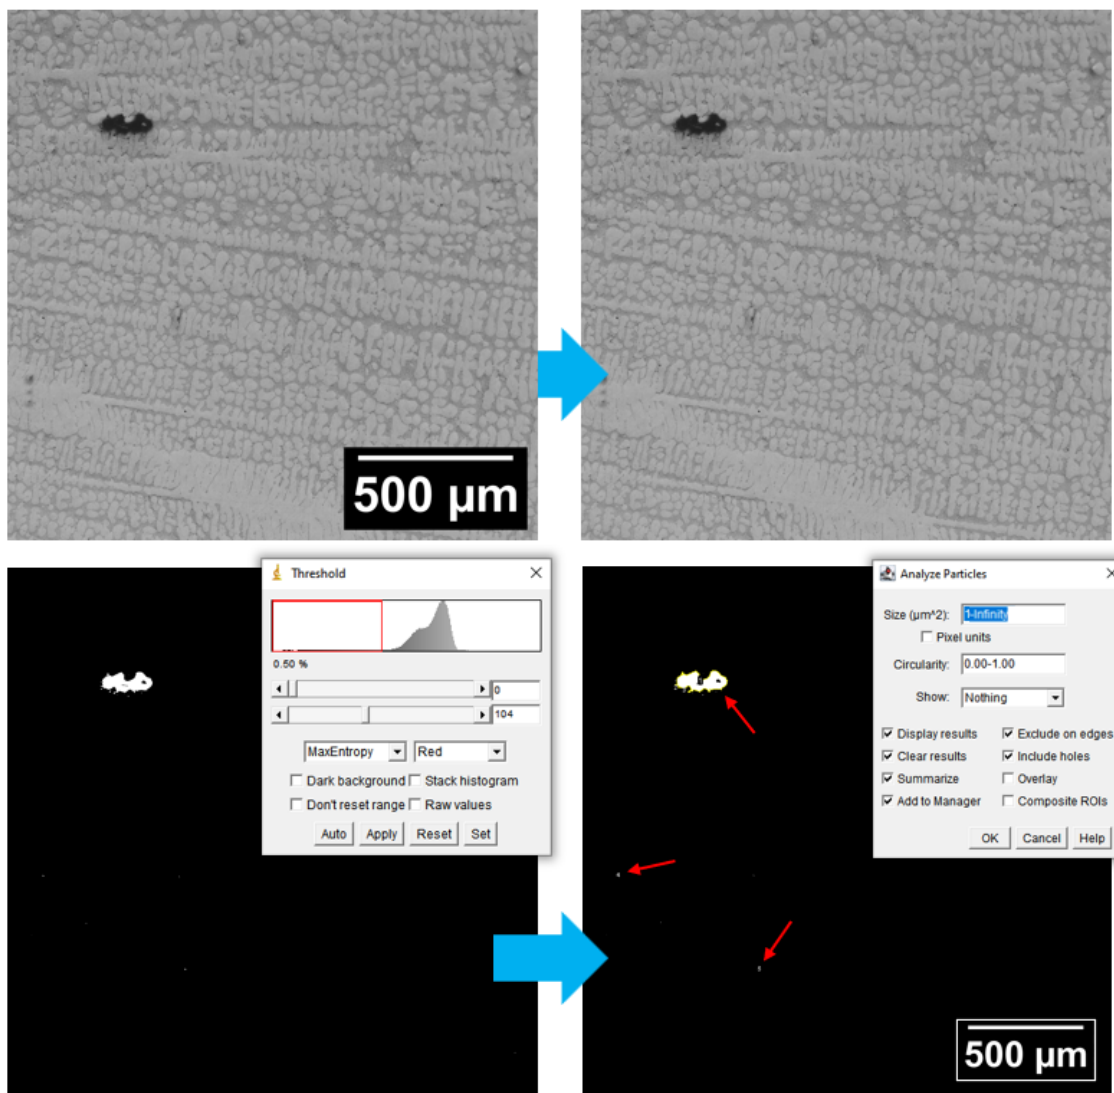 500 µm
Threshold
0.50 %
0
104
MaxEntropy Red
Dark background Stack histogram
Don't reset range Raw values
Auto Apply Reset Set
Analyze Particles
Size (µm^2): 1-Infinity
Pixel units
Circularity: 0.00-1.00
Show: Nothing
Display results Exclude on edges
Clear results Include holes
Summarize Overlay
Add to Manager Composite ROIs
OK Cancel Help
500 µm